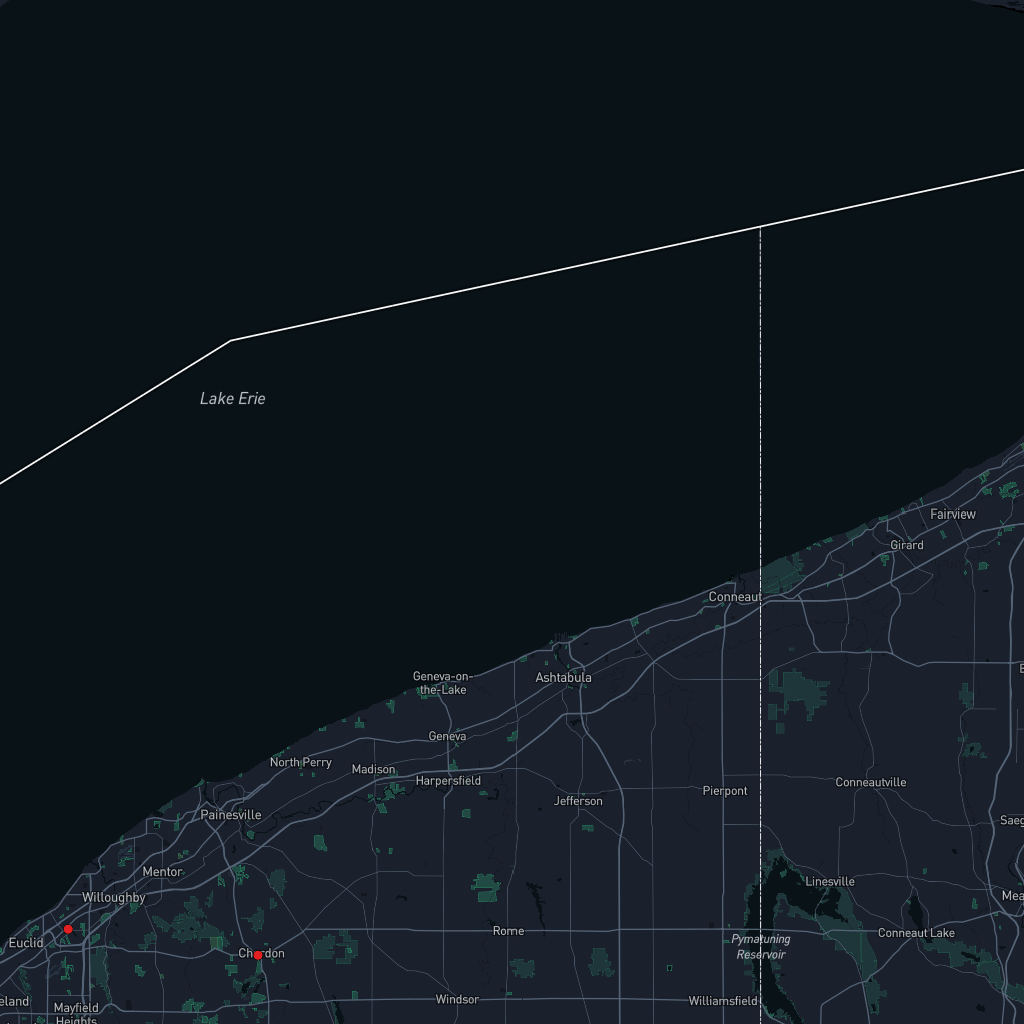 Lake Erie
Fairview
Girard
Conneaut
Geneva-on-
the-Lake
Ashtabula
Geneva
North Perry
Madison
Harpersfield
Conneautville
Pierpont
Jefferson
Painesville
Saeg
Mentor
Linesville
Willoughby
Mea
Rome
Conneaut Lake
Euclid
Pymatuning
Reservoir
Chardon
eland
Mayfield
Heights
Windsor
Williamsfield